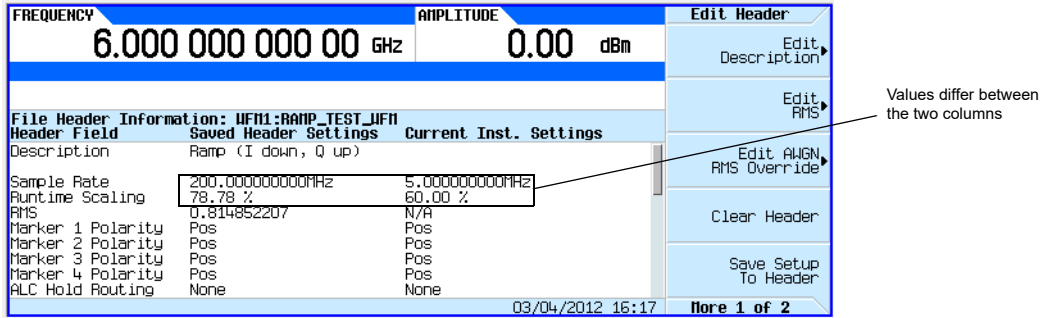 FREQUENCY AMPLITUDE
6.000 000 000 00 GHz 0.00 dBm
File Header Information: WFM1:RAMP_TEST_WFM
Header Field Saved Header Settings Current Inst. Settings
Description Ramp (I down, Q up)
Sample Rate 200.000000000MHz 5.000000000MHz
Runtime Scaling 78.78 % 60.00 %
RMS 0.814852207 N/A
Marker 1 Polarity Pos Pos
Marker 2 Polarity Pos Pos
Marker 3 Polarity Pos Pos
Marker 4 Polarity Pos Pos
ALC Hold Routing None None
03/04/2012 16:17
Edit Header
Edit
Description
Edit
RMS
Edit AWGN
RMS Override
Clear Header
Save Setup
To Header
More 1 of 2
Values differ between
the two columns